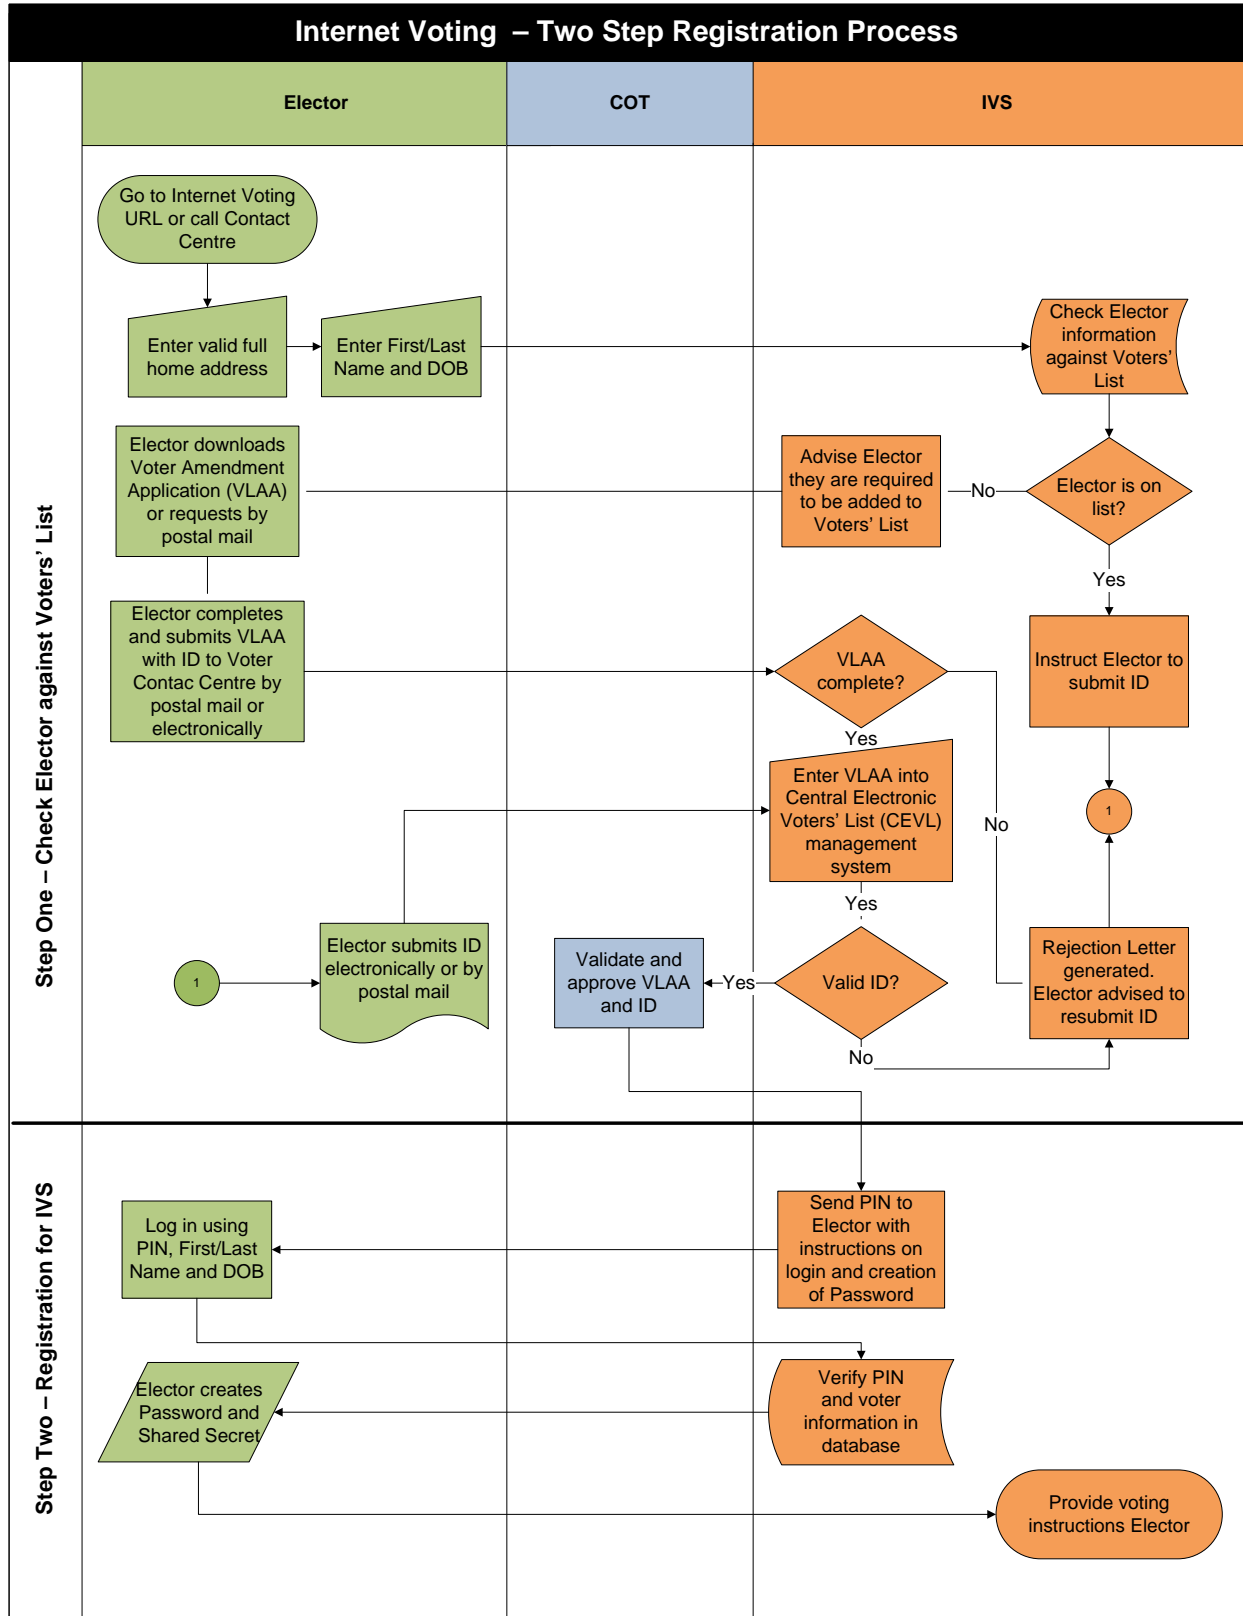 Internet Voting – Two Step Registration Process
Elector
COT
IVS
Step One – Check Elector against Voters' List
Go to Internet Voting
URL or call Contact
Centre
Enter valid full
home address
Enter First/Last
Name and DOB
Check Elector
information
against Voters'
List
Elector is on
list?
No
Advise Elector
they are required
to be added to
Voters' List
Elector downloads
Voter Amendment
Application (VLAA)
or requests by
postal mail
Yes
Elector completes
and submits VLAA
with ID to Voter
Contac Centre by
postal mail or
electronically
VLAA
complete?
Instruct Elector to
submit ID
Yes
Enter VLAA into
Central Electronic
Voters' List (CEVL)
management
system
No
1
Yes
1
Elector submits ID
electronically or by
postal mail
Validate and
approve VLAA
and ID
Yes
Valid ID?
Rejection Letter
generated.
Elector advised to
resubmit ID
No
Step Two – Registration for IVS
Send PIN to
Elector with
instructions on
login and creation
of Password
Log in using
PIN, First/Last
Name and DOB
Verify PIN
and voter
information in
database
Elector creates
Password and
Shared Secret
Provide voting
instructions Elector